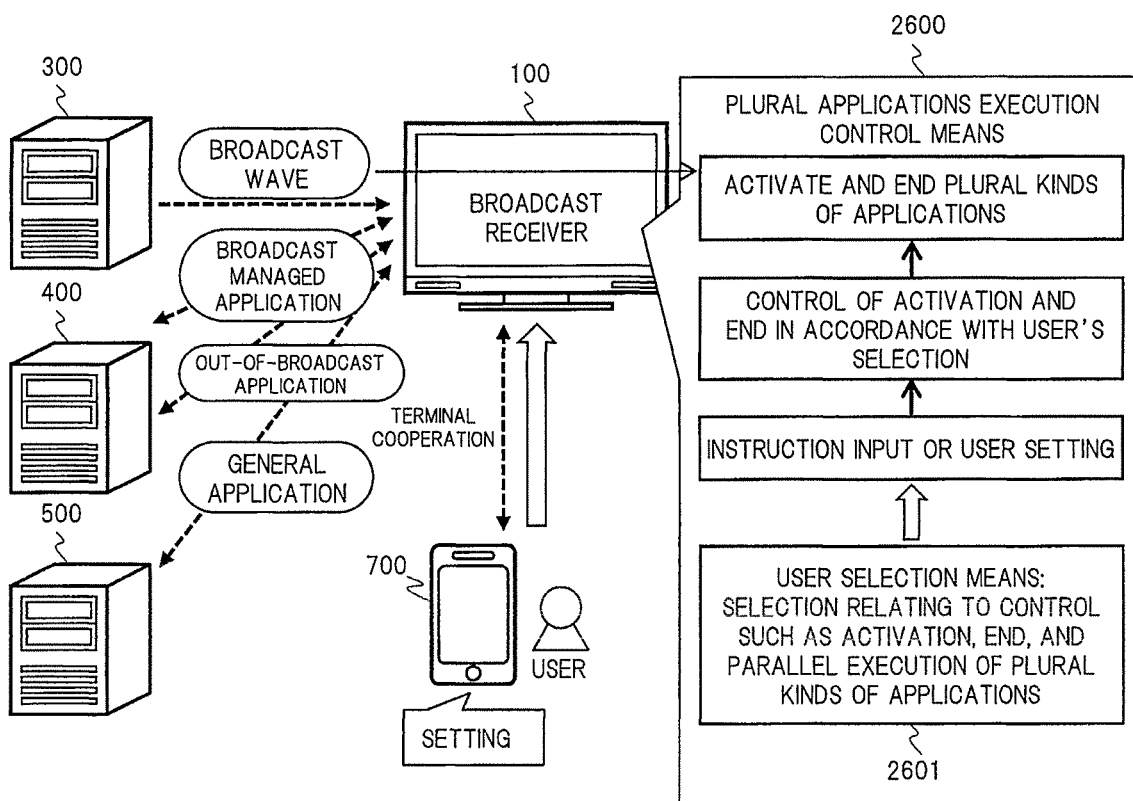 2600
300
100
PLURAL APPLICATIONS EXECUTION
CONTROL MEANS
BROADCAST
WAVE
BROADCAST
RECEIVER
ACTIVATE AND END PLURAL KINDS
OF APPLICATIONS
BROADCAST
MANAGED
APPLICATION
400
CONTROL OF ACTIVATION AND
END IN ACCORDANCE WITH USER'S
SELECTION
OUT-OF-BROADCAST
APPLICATION
TERMINAL
COOPERATION
INSTRUCTION INPUT OR USER SETTING
GENERAL
APPLICATION
500
700
USER
SETTING
USER SELECTION MEANS:
SELECTION RELATING TO CONTROL
SUCH AS ACTIVATION, END, AND
PARALLEL EXECUTION OF PLURAL
KINDS OF APPLICATIONS
2601